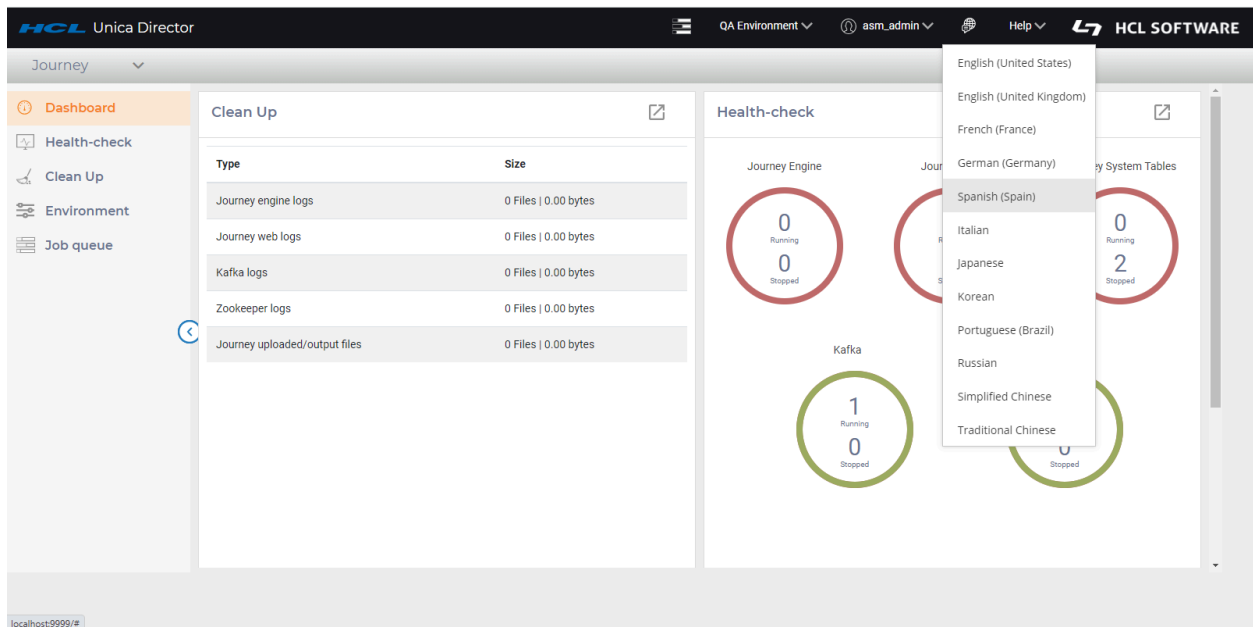 HCL Unica Director
QA Environment
asm_admin
Help
HCL SOFTWARE
Journey
Dashboard
Health-check
Clean Up
Environment
Job queue
Clean Up
Type Size
Journey engine logs 0 Files | 0.00 bytes
Journey web logs 0 Files | 0.00 bytes
Kafka logs 0 Files | 0.00 bytes
Zookeeper logs 0 Files | 0.00 bytes
Journey uploaded/output files 0 Files | 0.00 bytes
Health-check
Journey Engine
0
Running
0
Stopped
Jour
System Tables
0
Running
2
Stopped
Kafka
1
Running
0
Stopped
Stopped
English (United States)
English (United Kingdom)
French (France)
German (Germany)
Spanish (Spain)
Italian
Japanese
Korean
Portuguese (Brazil)
Russian
Simplified Chinese
Traditional Chinese
localhost:9999/#